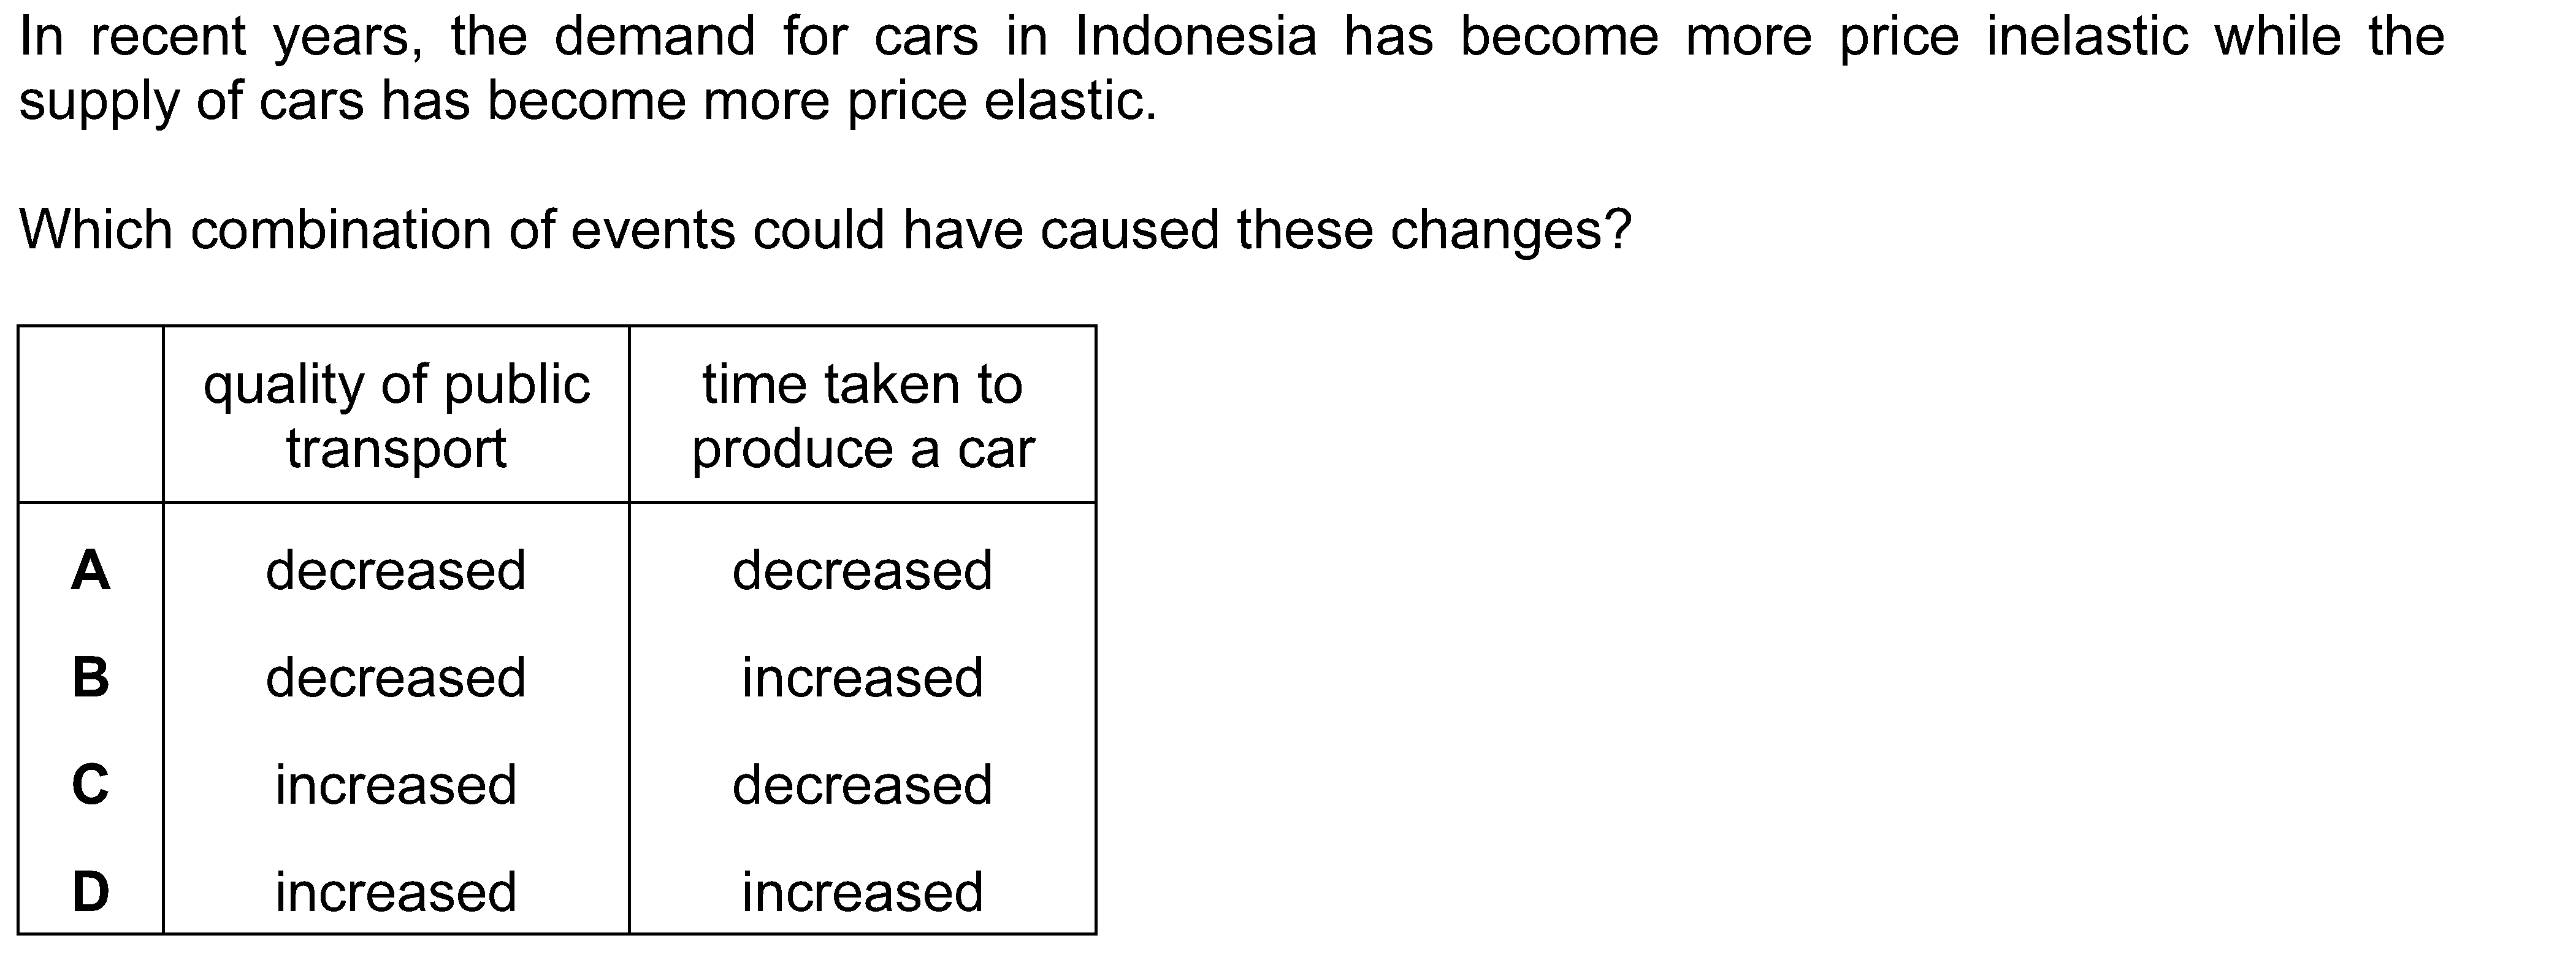 In recent years, the demand for cars in Indonesia has become more price inelastic while the
supply of cars has become more price elastic.
Which combination of events could have caused these changes?
quality of public transport time taken to produce a car
A decreased decreased
B decreased increased
C increased decreased
D increased increased